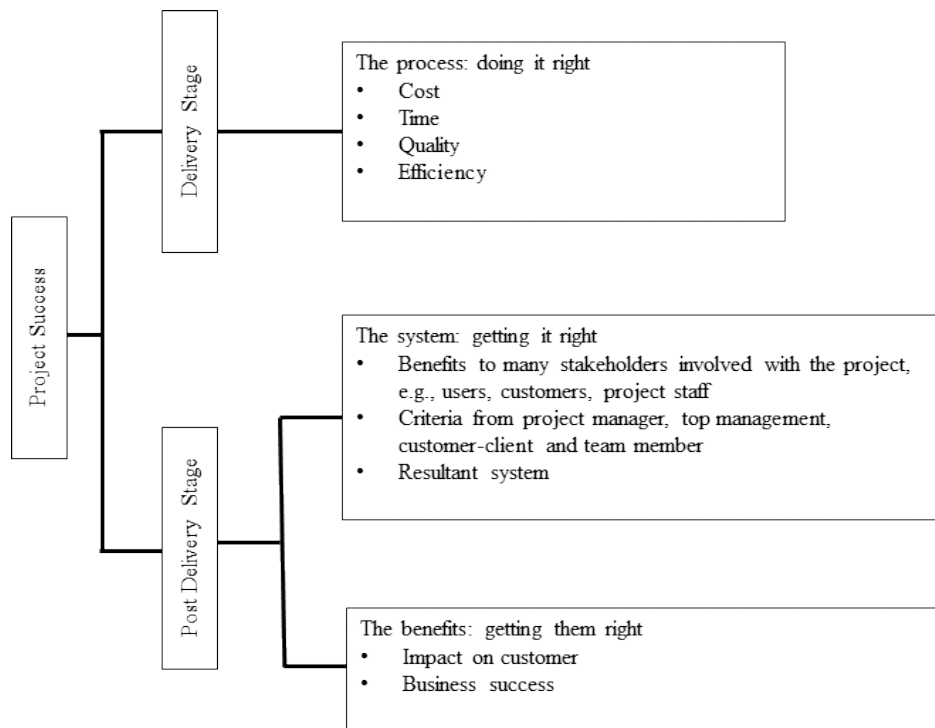 Project Success
Delivery Stage
The process: doing it right
• Cost
• Time
• Quality
• Efficiency
Post Delivery Stage
The system: getting it right
• Benefits to many stakeholders involved with the project,
e.g., users, customers, project staff
• Criteria from project manager, top management,
customer-client and team member
• Resultant system
The benefits: getting them right
• Impact on customer
• Business success